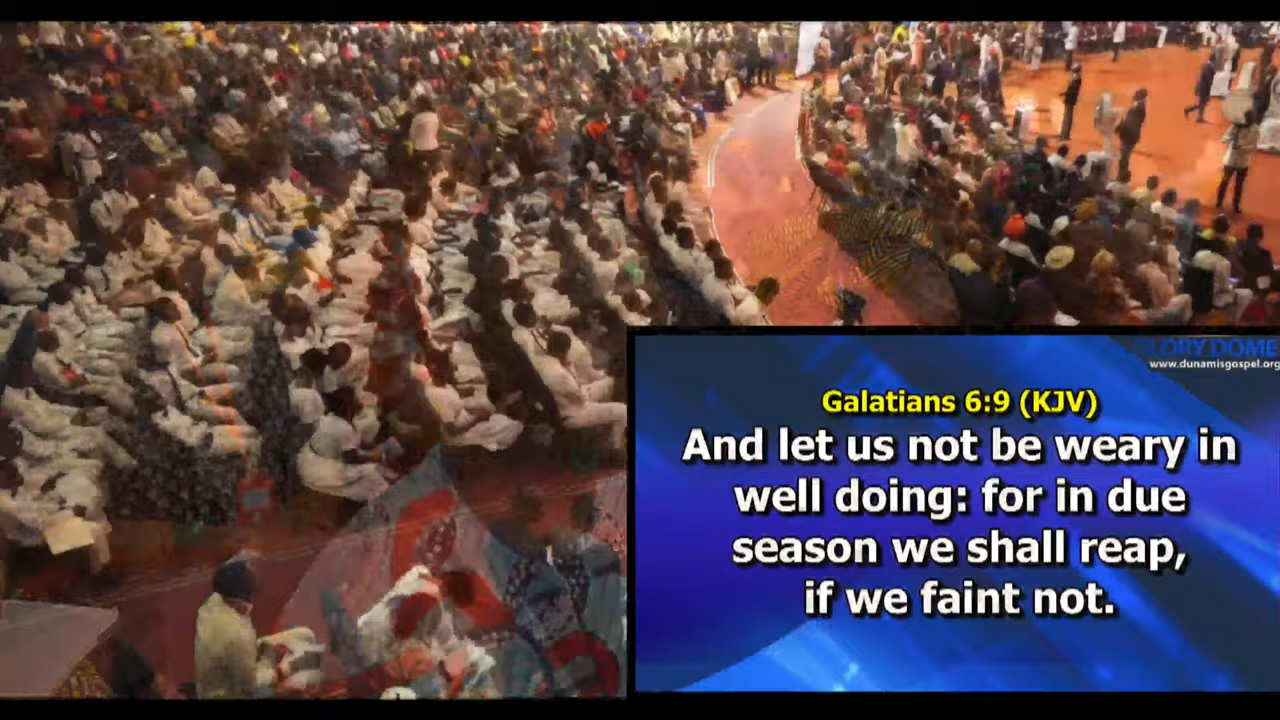 GLORY DOME
www.dunamisgospel.org
Galatians 6:9 (KJV)
And let us not be weary in
well doing: for in due
season we shall reap,
if we faint not.